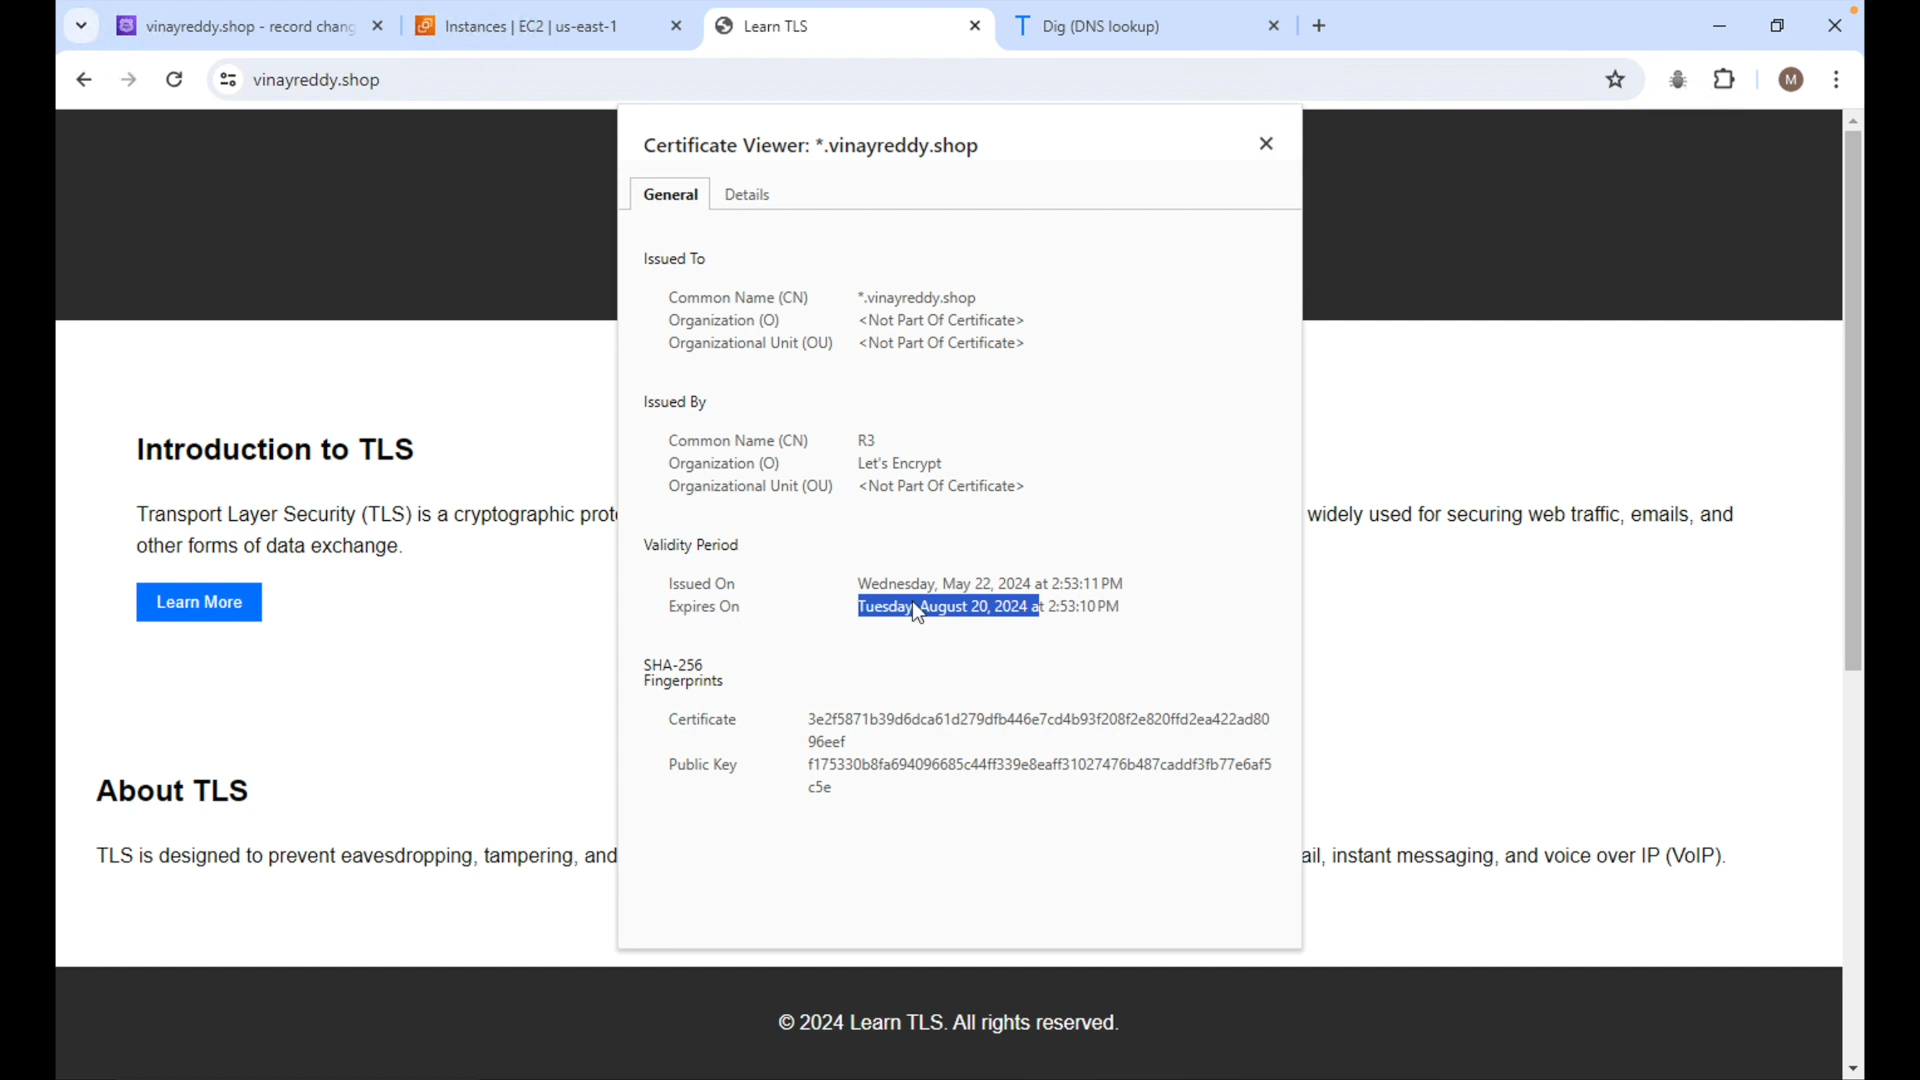 vinayreddy.shop - record chang
Instances | EC2 | us-east-1
Learn TLS
Dig (DNS lookup)
vinayreddy.shop
M
Certificate Viewer: *.vinayreddy.shop
General Details
Issued To
Common Name (CN) *.vinayreddy.shop
Organization (O) <Not Part Of Certificate>
Organizational Unit (OU) <Not Part Of Certificate>
Issued By
Common Name (CN) R3
Organization (O) Let's Encrypt
Organizational Unit (OU) <Not Part Of Certificate>
Validity Period
Issued On Wednesday, May 22, 2024 at 2:53:11 PM
Expires On Tuesday, August 20, 2024 at 2:53:10 PM
SHA-256
Fingerprints
Certificate 3e2f5871b39d6dca61d279dfb446e7cd4b93f208f2e820ffd2ea422ad80
96eef
Public Key f175330b8fa694096685c44ff339e8eaff31027476b487caddf3fb77e6af5
c5e
Introduction to TLS
Transport Layer Security (TLS) is a cryptographic prot widely used for securing web traffic, emails, and
other forms of data exchange.
Learn More
About TLS
TLS is designed to prevent eavesdropping, tampering, and ail, instant messaging, and voice over IP (VoIP).
© 2024 Learn TLS. All rights reserved.